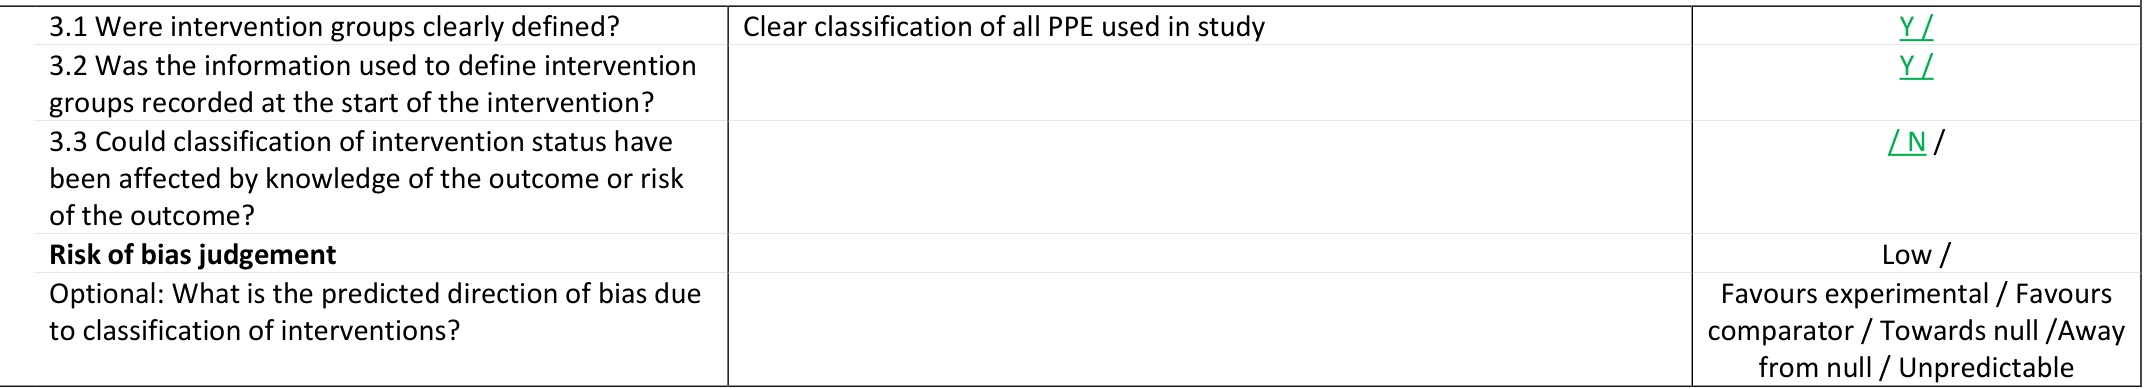 3.1 Were intervention groups clearly defined? Clear classification of all PPE used in study Y /
3.2 Was the information used to define intervention Y /
groups recorded at the start of the intervention?
3.3 Could classification of intervention status have / N /
been affected by knowledge of the outcome or risk
of the outcome?
Risk of bias judgement Low /
Optional: What is the predicted direction of bias due Favours experimental / Favours
to classification of interventions? comparator / Towards null /Away
from null / Unpredictable